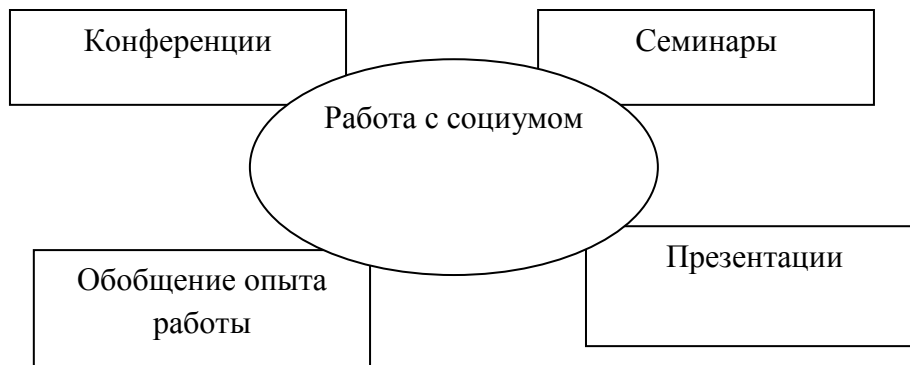 Конференции
Семинары
Работа с социумом
Обобщение опыта
работы
Презентации